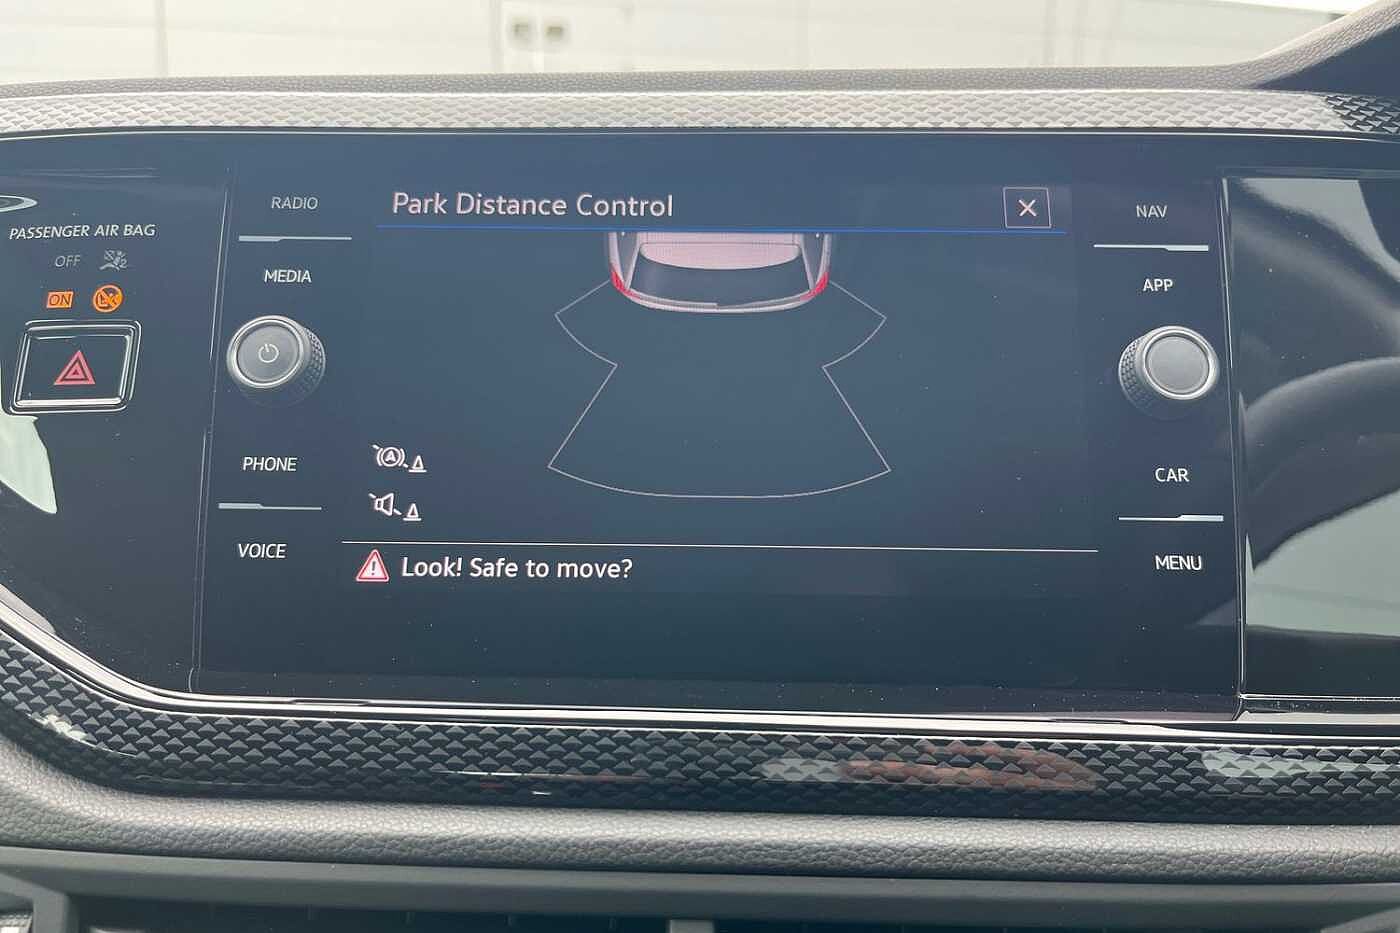 PASSENGER AIR BAG
OFF
ON
RADIO
MEDIA
PHONE
VOICE
Park Distance Control
Look! Safe to move?
NAV
APP
CAR
MENU